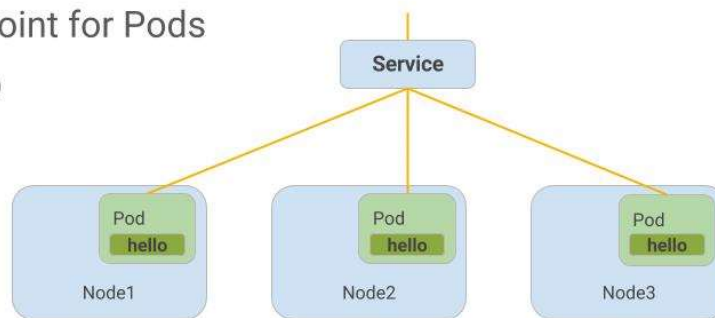 oint for Pods
)
Service
Pod
hello
Node1
Pod
hello
Node2
Pod
hello
Node3